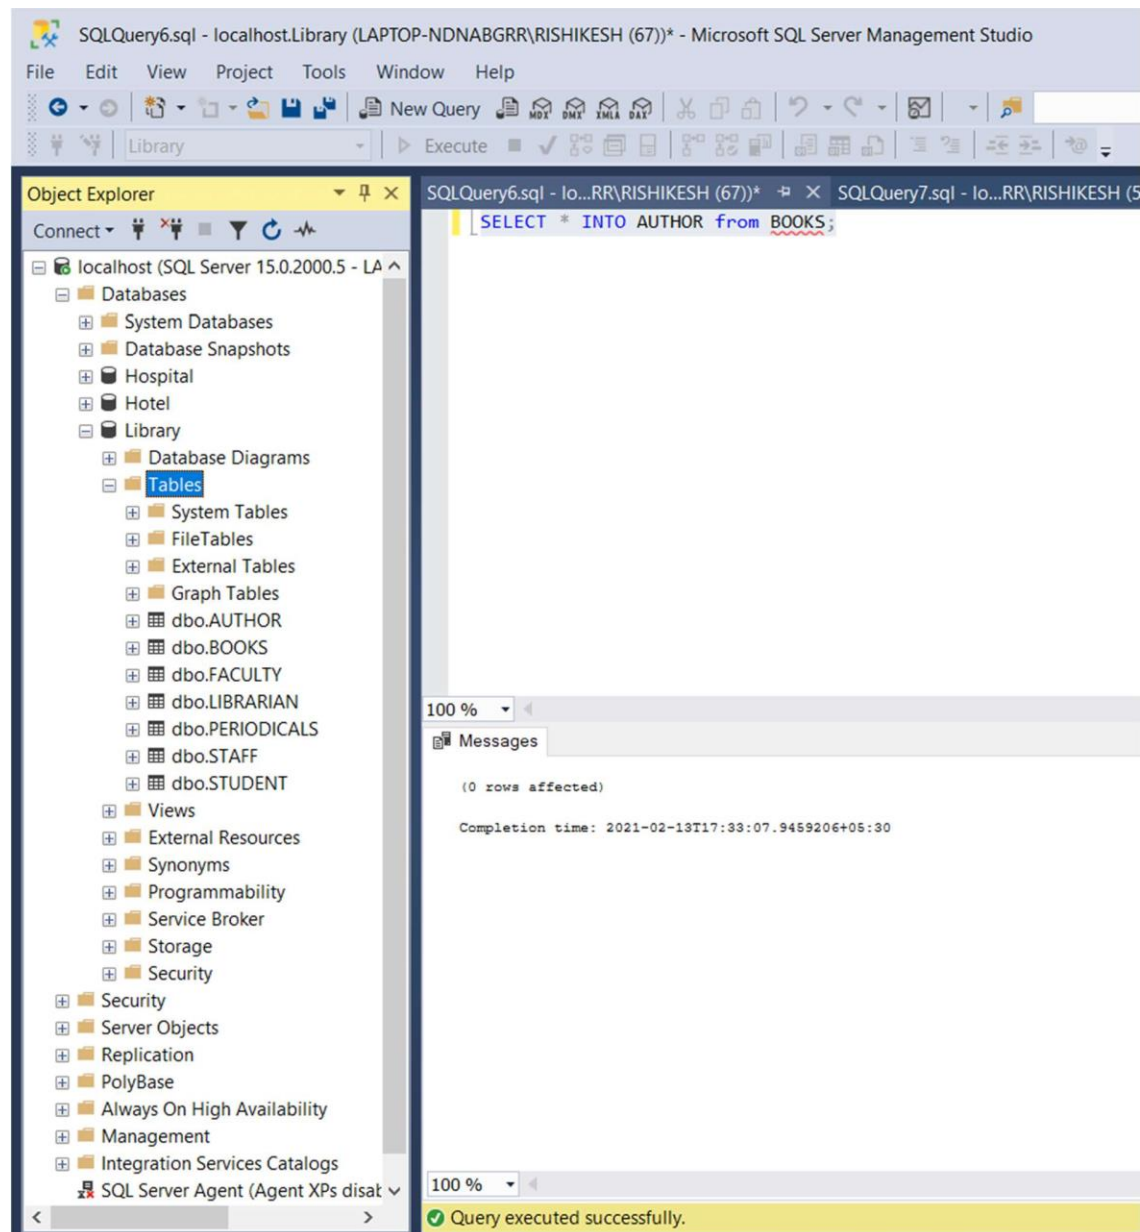 SQLQuery6.sql - localhost.Library (LAPTOP-NDNABGRR\RISHIKESH (67))* - Microsoft SQL Server Management Studio
File Edit View Project Tools Window Help
New Query MDX DMX XMLA DAX
Library Execute
Object Explorer
Connect
localhost (SQL Server 15.0.2000.5 - LA
Databases
System Databases
Database Snapshots
Hospital
Hotel
Library
Database Diagrams
Tables
System Tables
FileTables
External Tables
Graph Tables
dbo.AUTHOR
dbo.BOOKS
dbo.FACULTY
dbo.LIBRARIAN
dbo.PERIODICALS
dbo.STAFF
dbo.STUDENT
Views
External Resources
Synonyms
Programmability
Service Broker
Storage
Security
Security
Server Objects
Replication
PolyBase
Always On High Availability
Management
Integration Services Catalogs
SQL Server Agent (Agent XPs disab
SQLQuery6.sql - lo...RR\RISHIKESH (67))* SQLQuery7.sql - lo...RR\RISHIKESH (5
SELECT * INTO AUTHOR from BOOKS;
100 %
Messages
(0 rows affected)
Completion time: 2021-02-13T17:33:07.9459206+05:30
100 %
Query executed successfully.